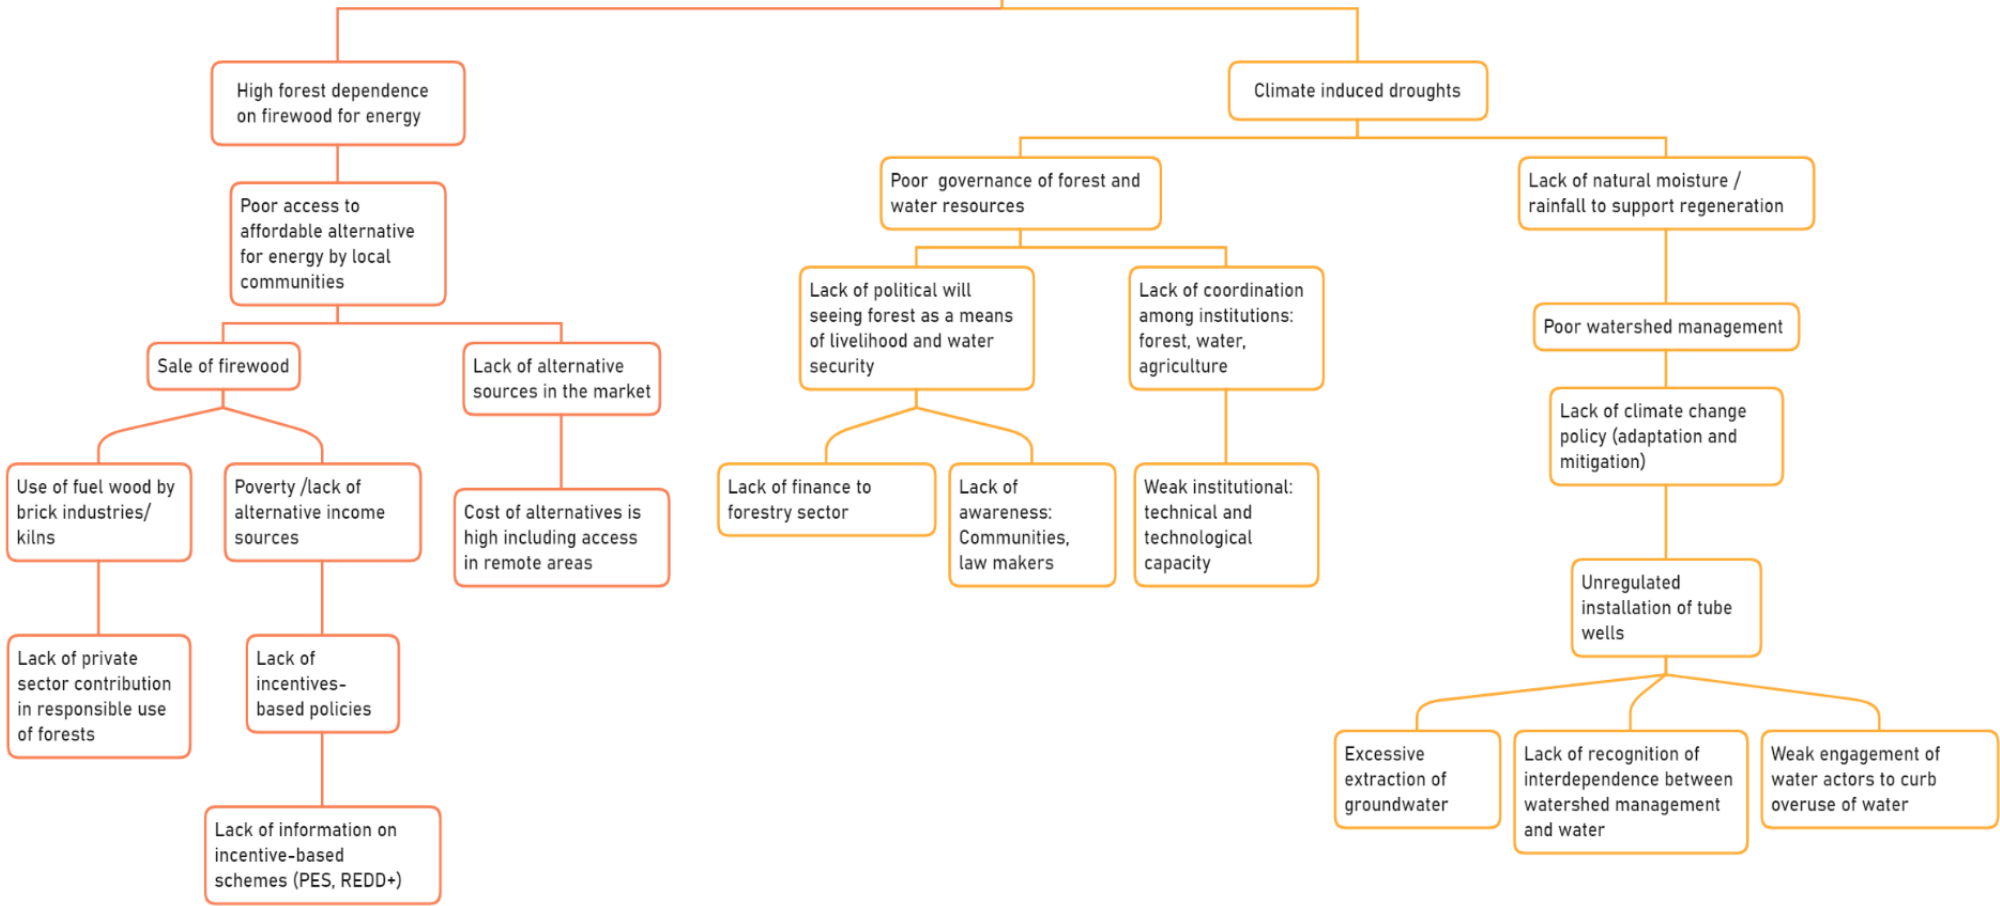 High forest dependence
on firewood for energy
Poor access to
affordable alternative
for energy by local
communities
Sale of firewood
Lack of alternative
sources in the market
Use of fuel wood by
brick industries/
kilns
Poverty /lack of
alternative income
sources
Cost of alternatives is
high including access
in remote areas
Lack of private
sector contribution
in responsible use
of forests
Lack of
incentives-
based policies
Lack of information on
incentive-based
schemes (PES, REDD+)
Climate induced droughts
Poor  governance of forest and
water resources
Lack of natural moisture /
rainfall to support regeneration
Lack of political will
seeing forest as a means
of livelihood and water
security
Lack of coordination
among institutions:
forest, water,
agriculture
Lack of finance to
forestry sector
Lack of
awareness:
Communities,
law makers
Weak institutional:
technical and
technological
capacity
Poor watershed management
Lack of climate change
policy (adaptation and
mitigation)
Unregulated
installation of tube
wells
Excessive
extraction of
groundwater
Lack of recognition of
interdependence between
watershed management
and water
Weak engagement of
water actors to curb
overuse of water